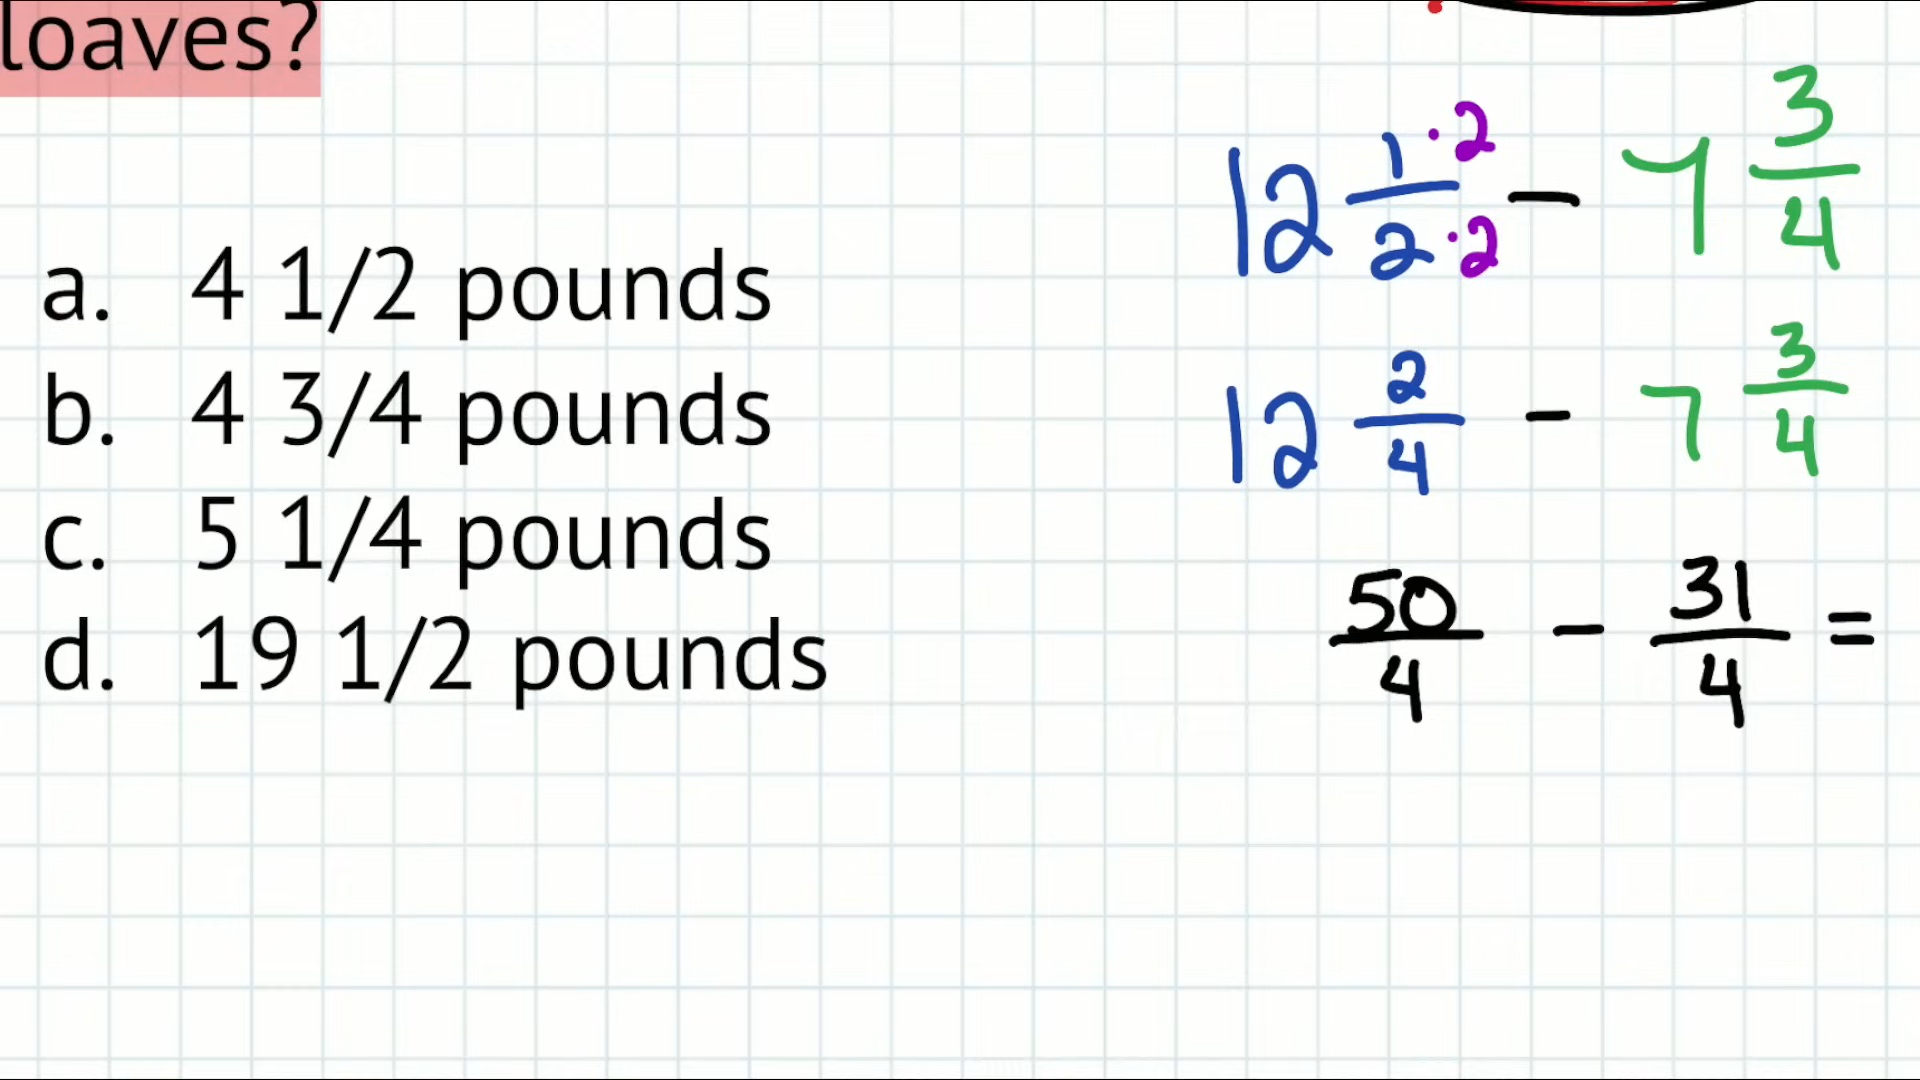 loaves?
a. 4 1/2 pounds
b. 4 3/4 pounds
c. 5 1/4 pounds
d. 19 1/2 pounds
12 1·2/2·2 − 7 3/4
12 2/4 - 7 3/4
50/4 − 31/4 =